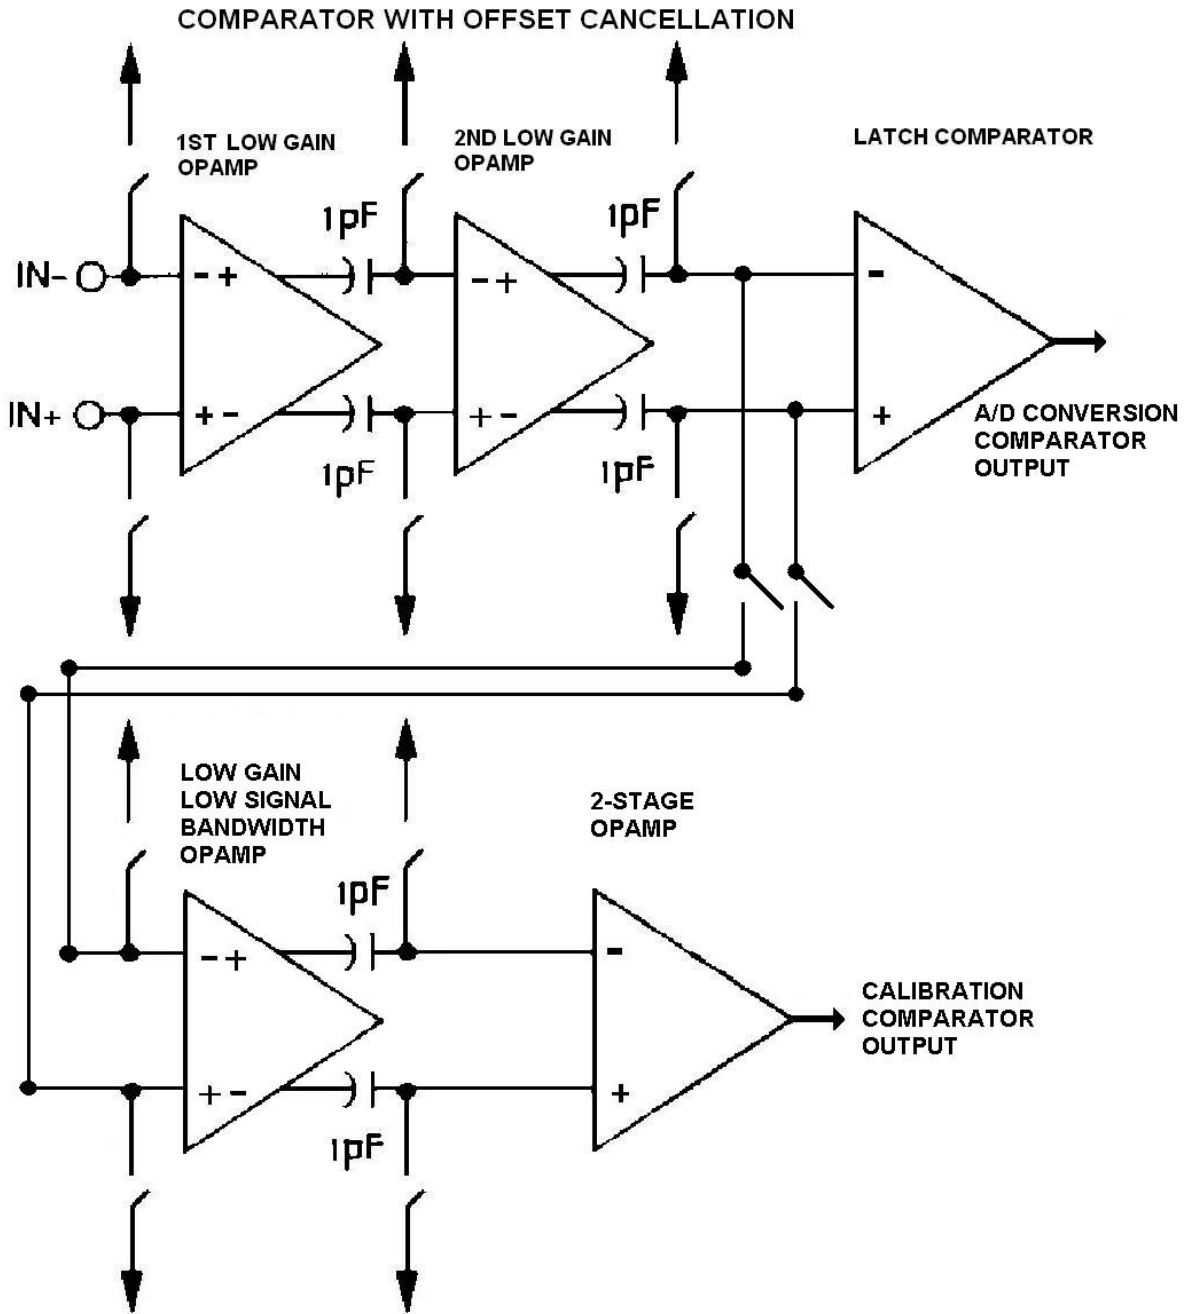 COMPARATOR WITH OFFSET CANCELLATION
1ST LOW GAIN
OPAMP
2ND LOW GAIN
OPAMP
LATCH COMPARATOR
1pF
1pF
IN-
- +
- +
-
IN+
+ -
+ -
+
1pF
1pF
A/D CONVERSION
COMPARATOR
OUTPUT
LOW GAIN
LOW SIGNAL
BANDWIDTH
OPAMP
2-STAGE
OPAMP
1pF
- +
-
CALIBRATION
COMPARATOR
OUTPUT
+ -
+
1pF